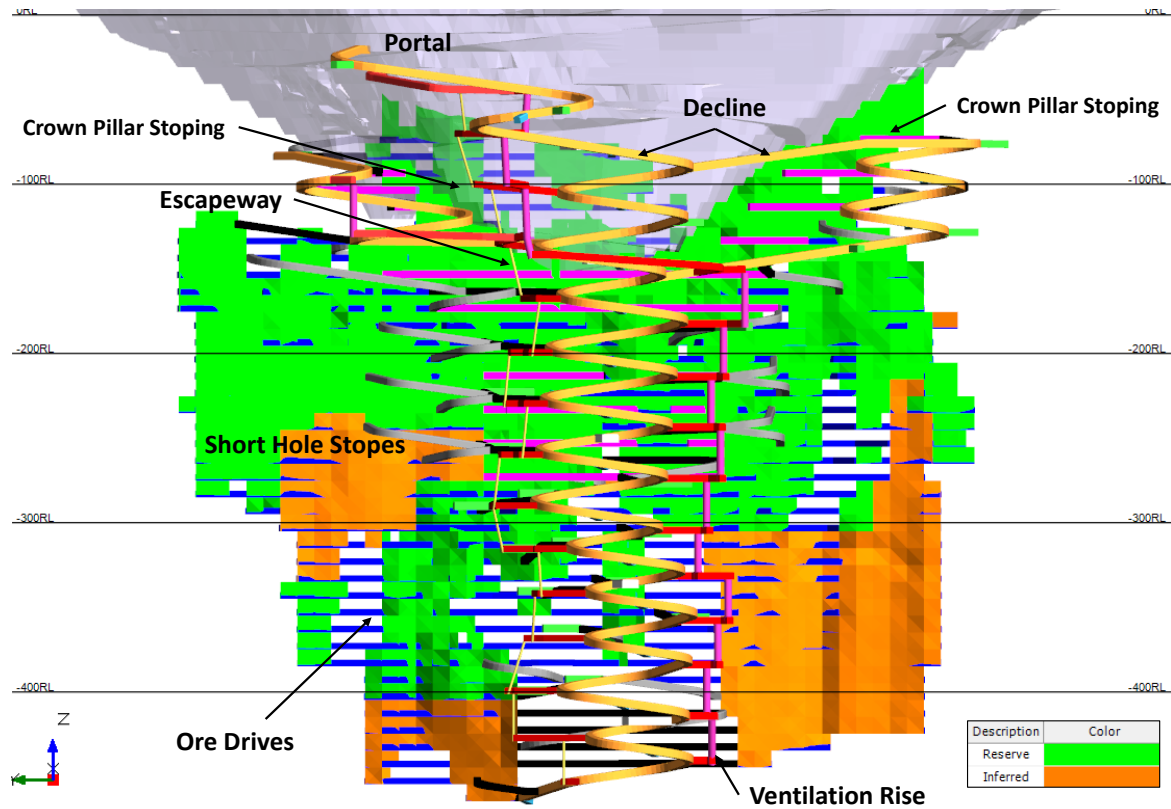 0RL
0RL
Portal
Decline
Crown Pillar Stoping
Crown Pillar Stoping
-100RL
-100RL
Escapeway
-200RL
-200RL
Short Hole Stopes
-300RL
-300RL
-400RL
-400RL
Z
Y
X
Ore Drives
Description Color
Reserve
Inferred
Ventilation Rise